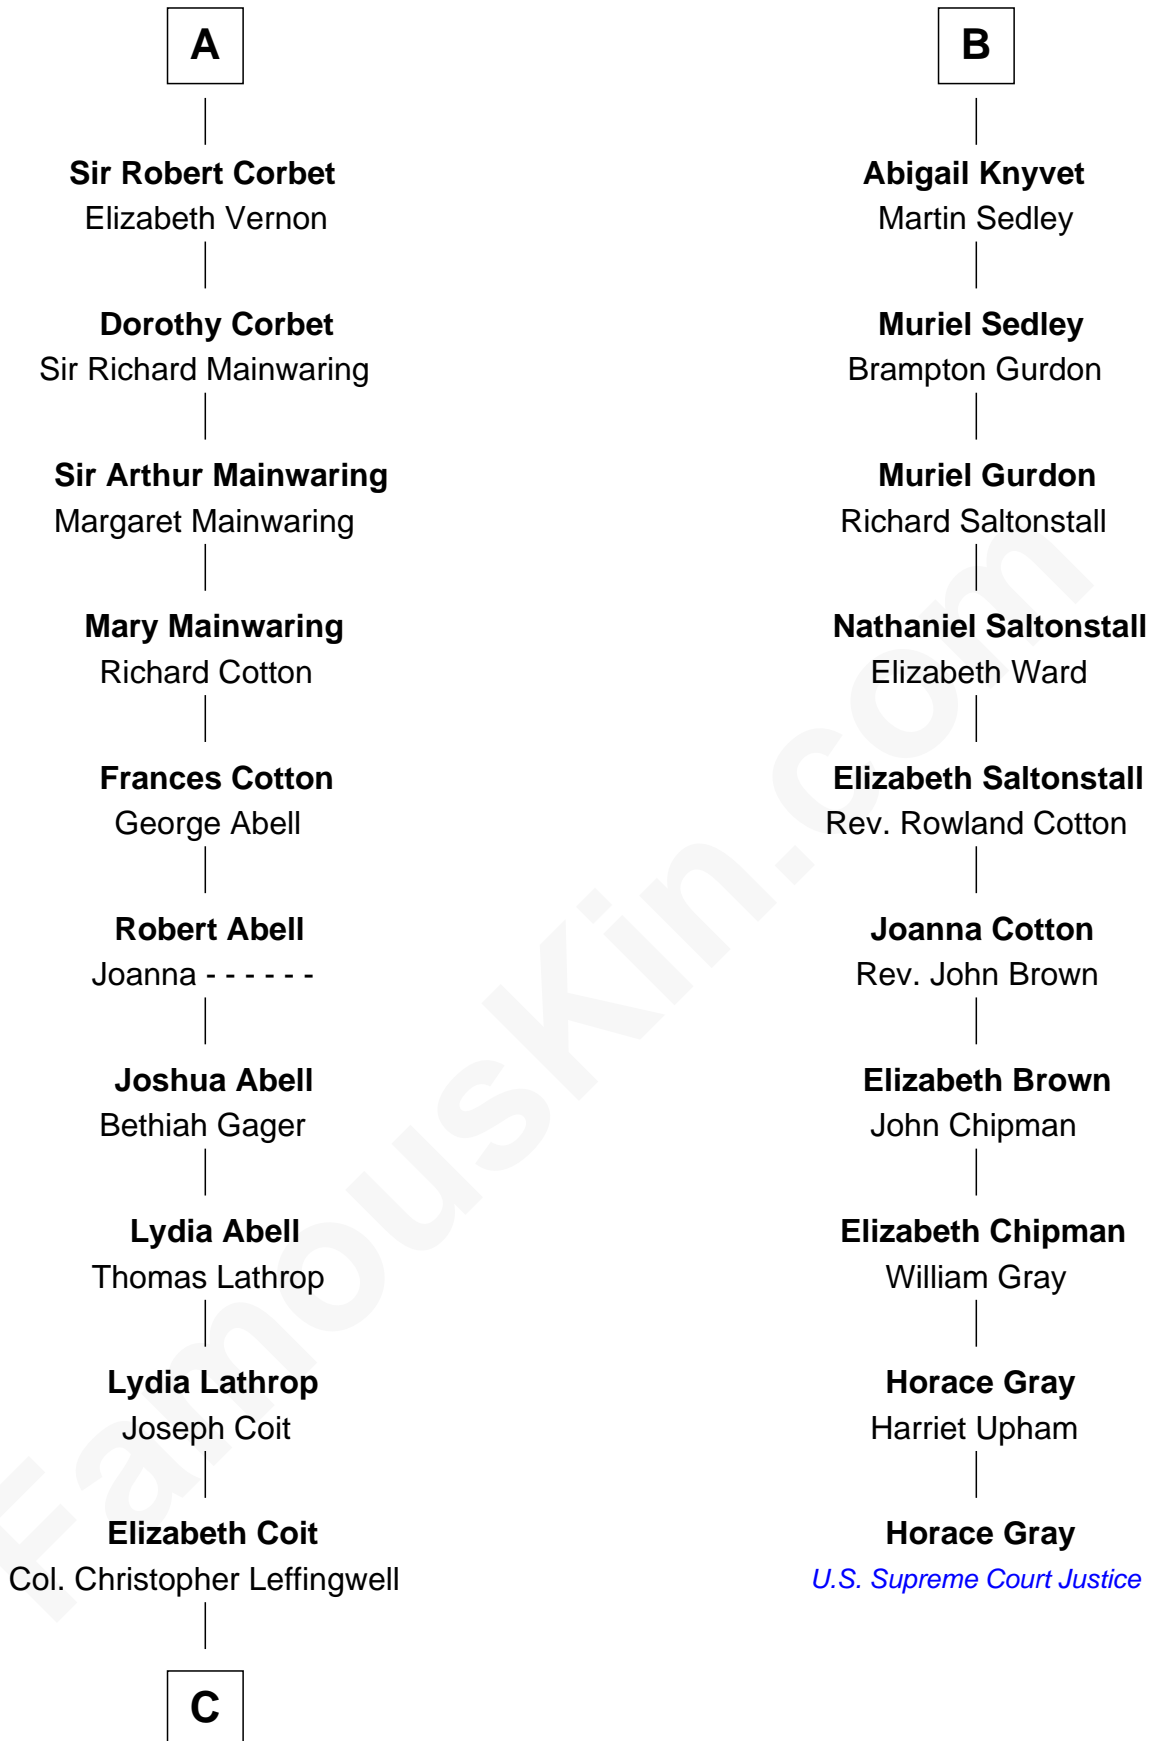 A
Sir Robert Corbet
Elizabeth Vernon
Dorothy Corbet
Sir Richard Mainwaring
Sir Arthur Mainwaring
Margaret Mainwaring
Mary Mainwaring
Richard Cotton
Frances Cotton
George Abell
Robert Abell
Joanna - - - - - -
Joshua Abell
Bethiah Gager
Lydia Abell
Thomas Lathrop
Lydia Lathrop
Joseph Coit
Elizabeth Coit
Col. Christopher Leffingwell
C
B
Abigail Knyvet
Martin Sedley
Muriel Sedley
Brampton Gurdon
Muriel Gurdon
Richard Saltonstall
Nathaniel Saltonstall
Elizabeth Ward
Elizabeth Saltonstall
Rev. Rowland Cotton
Joanna Cotton
Rev. John Brown
Elizabeth Brown
John Chipman
Elizabeth Chipman
William Gray
Horace Gray
Harriet Upham
Horace Gray
U.S. Supreme Court Justice
FamousKin.com